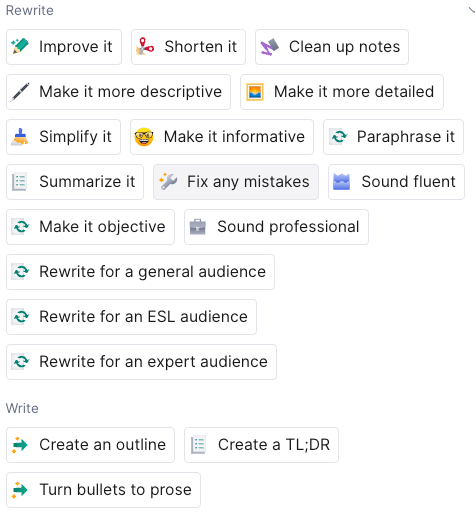 Rewrite
Improve it Shorten it Clean up notes
Make it more descriptive Make it more detailed
Simplify it Make it informative Paraphrase it
Summarize it Fix any mistakes Sound fluent
Make it objective Sound professional
Rewrite for a general audience
Rewrite for an ESL audience
Rewrite for an expert audience
Write
Create an outline Create a TL;DR
Turn bullets to prose